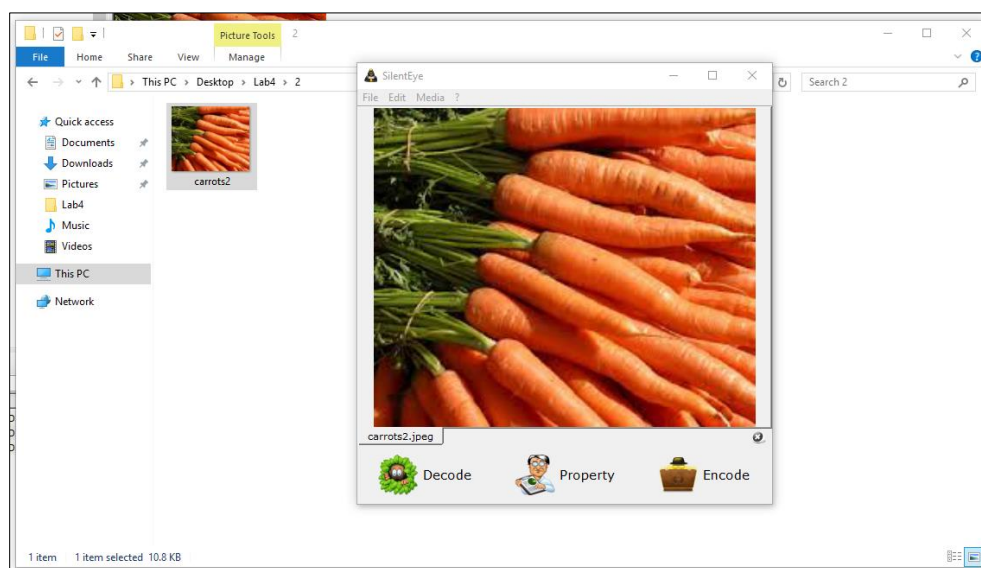 Picture Tools 2
File Home Share View Manage
This PC > Desktop > Lab4 > 2
Search 2
Quick access
Documents
Downloads
Pictures
Lab4
Music
Videos
This PC
Network
carrots2
SilentEye
File Edit Media ?
carrots2.jpeg
Decode Property Encode
1 item 1 item selected 10.8 KB